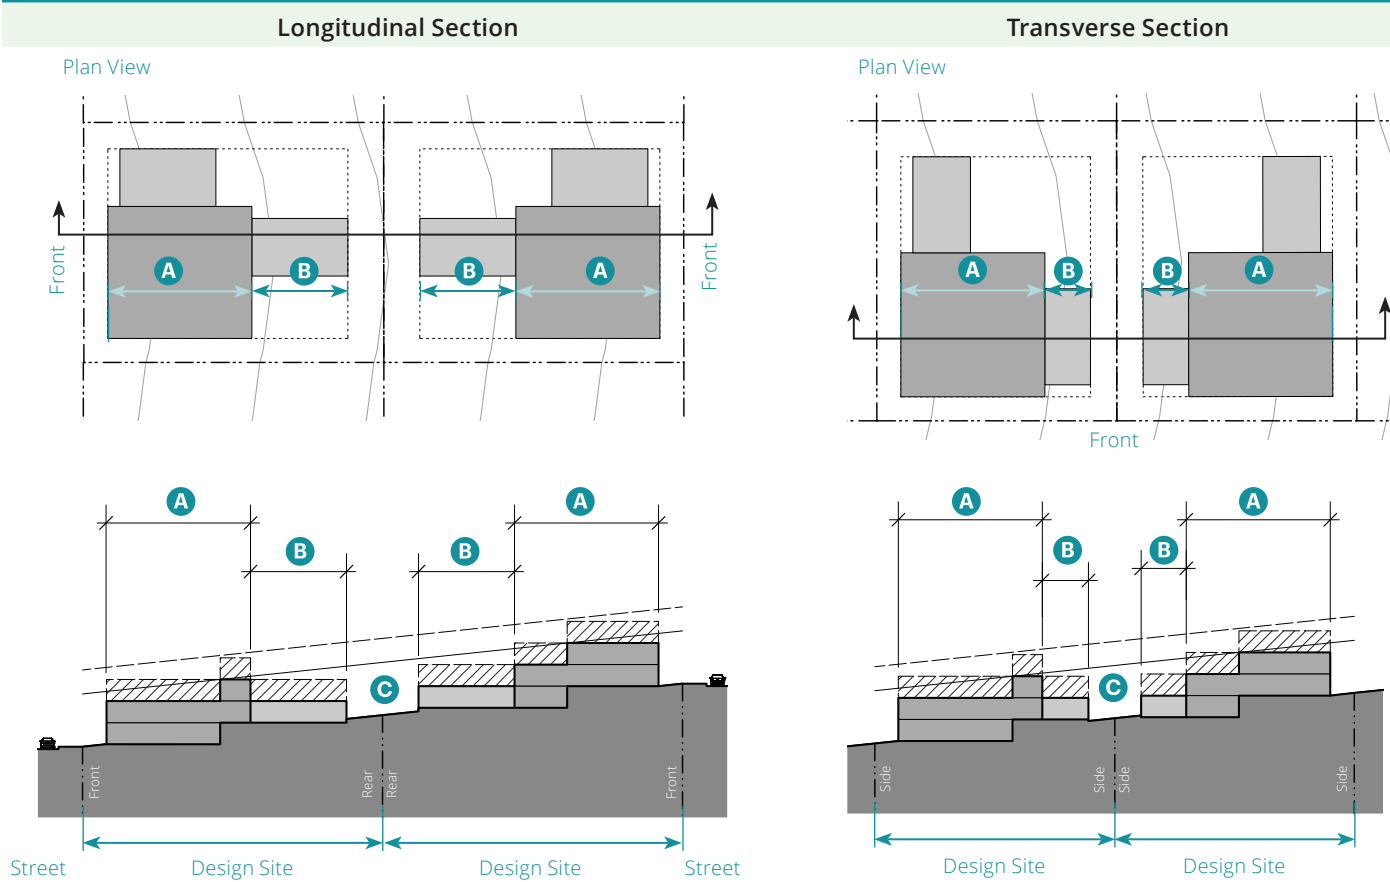 Longitudinal Section
Transverse Section
Plan View
Plan View
Front
A
B
B
A
Front
A
B
B
A
Front
A
B
B
A
C
A
B
B
A
C
Front
Rear
Rear
Front
Side
Side
Side
Side
Street
Design Site
Design Site
Street
Design Site
Design Site